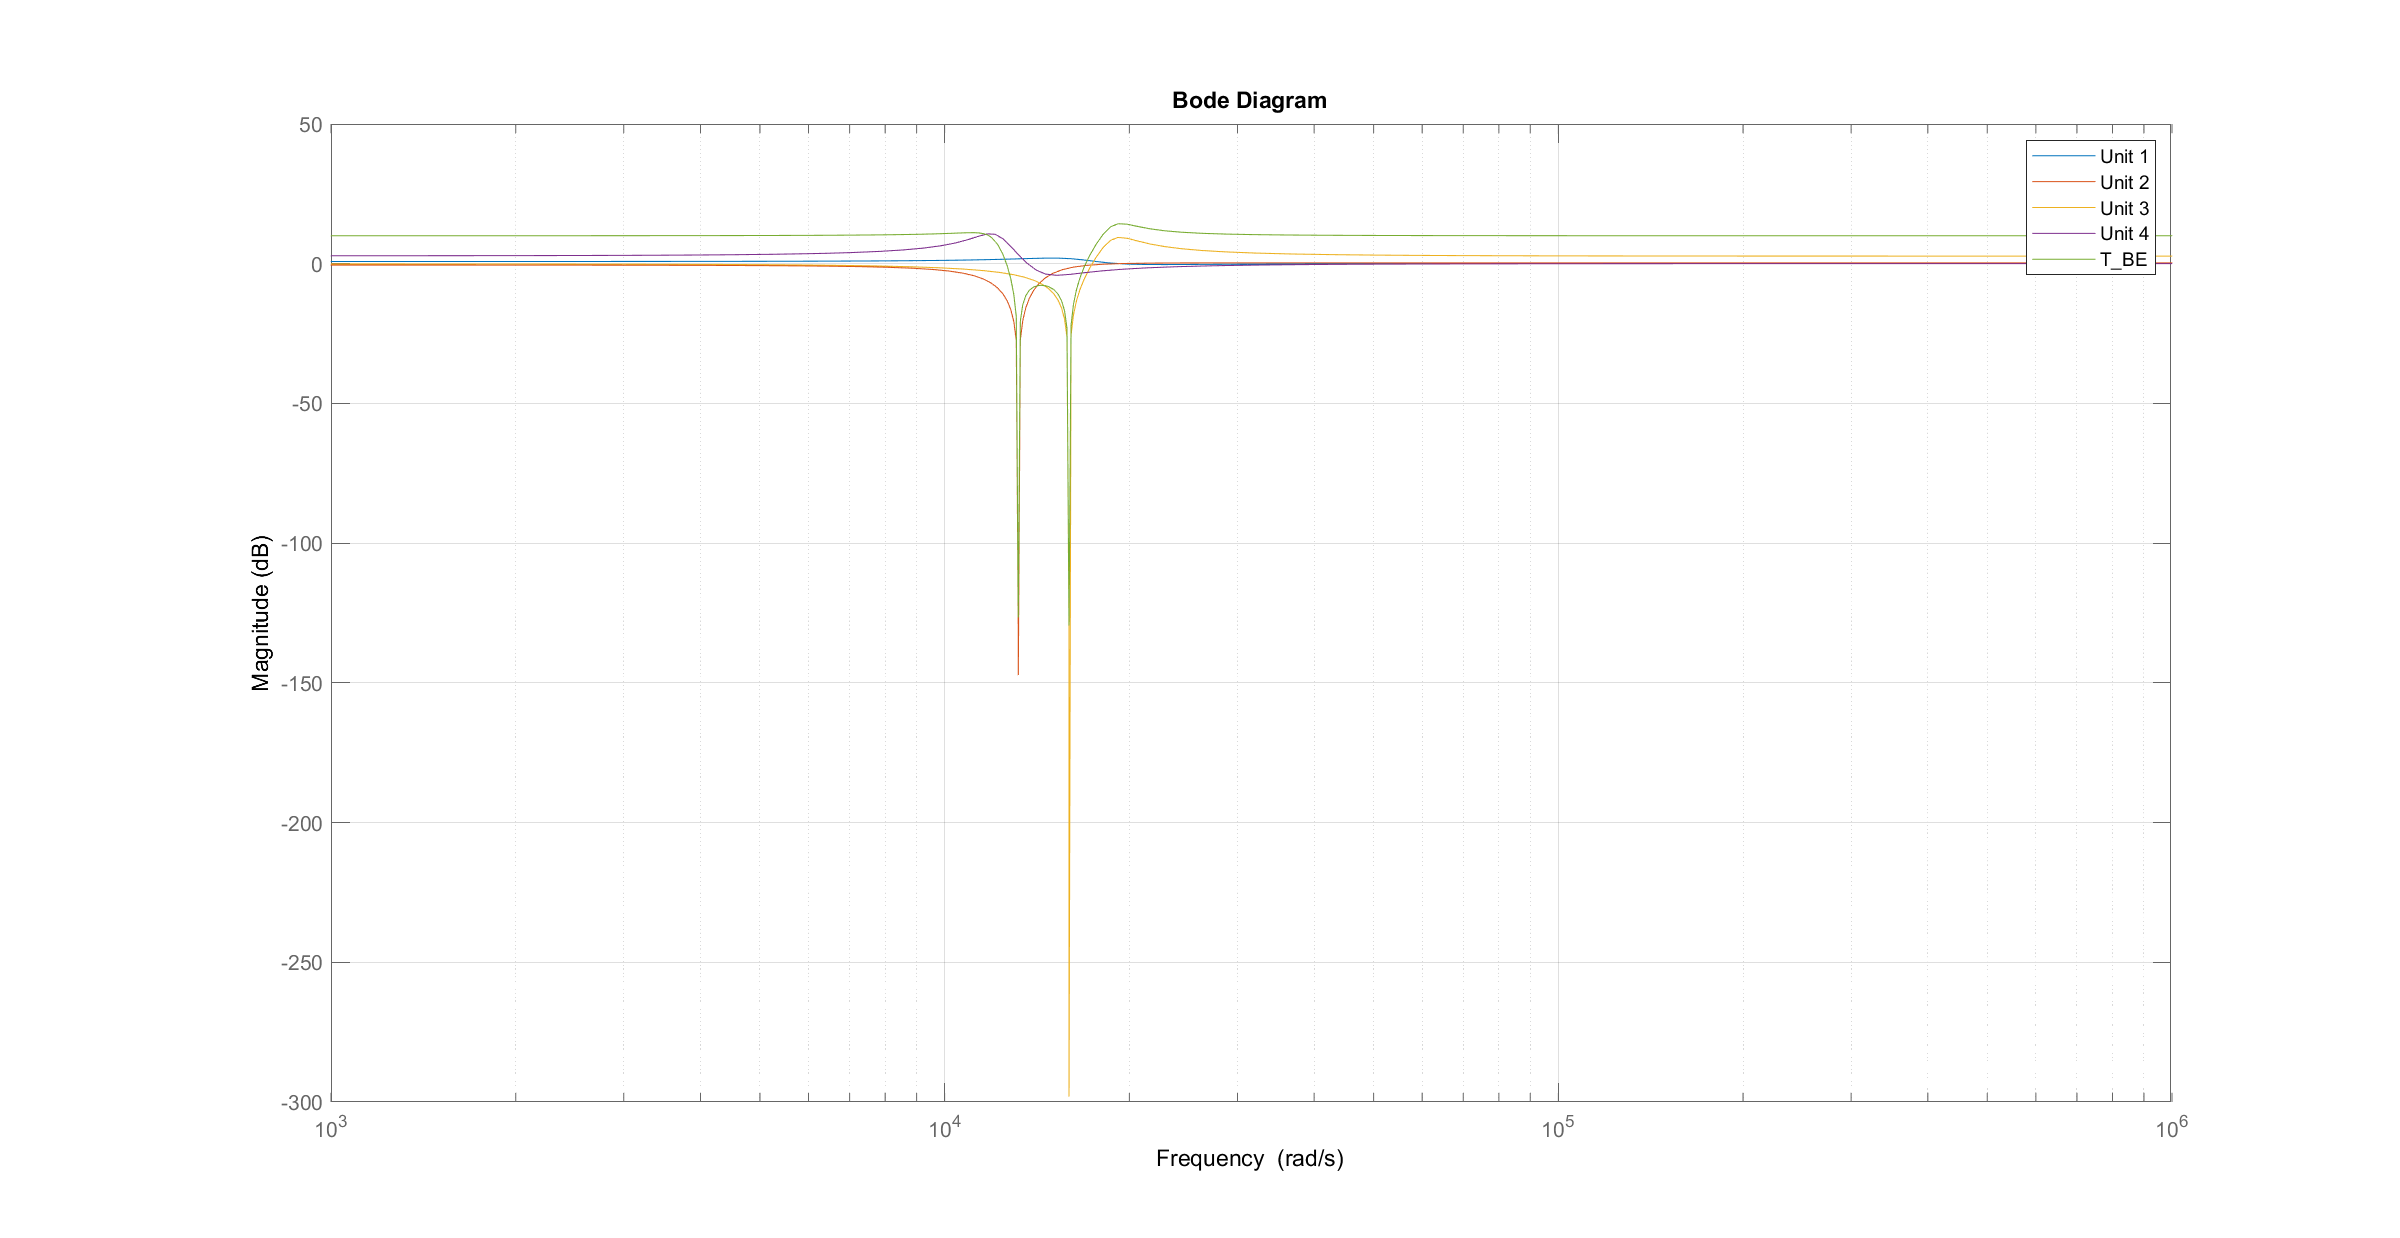 Bode Diagram
50
0
-50
-100
-150
-200
-250
-300
Magnitude (dB)
10^3
10^4
10^5
10^6
Frequency (rad/s)
Unit 1
Unit 2
Unit 3
Unit 4
T_BE